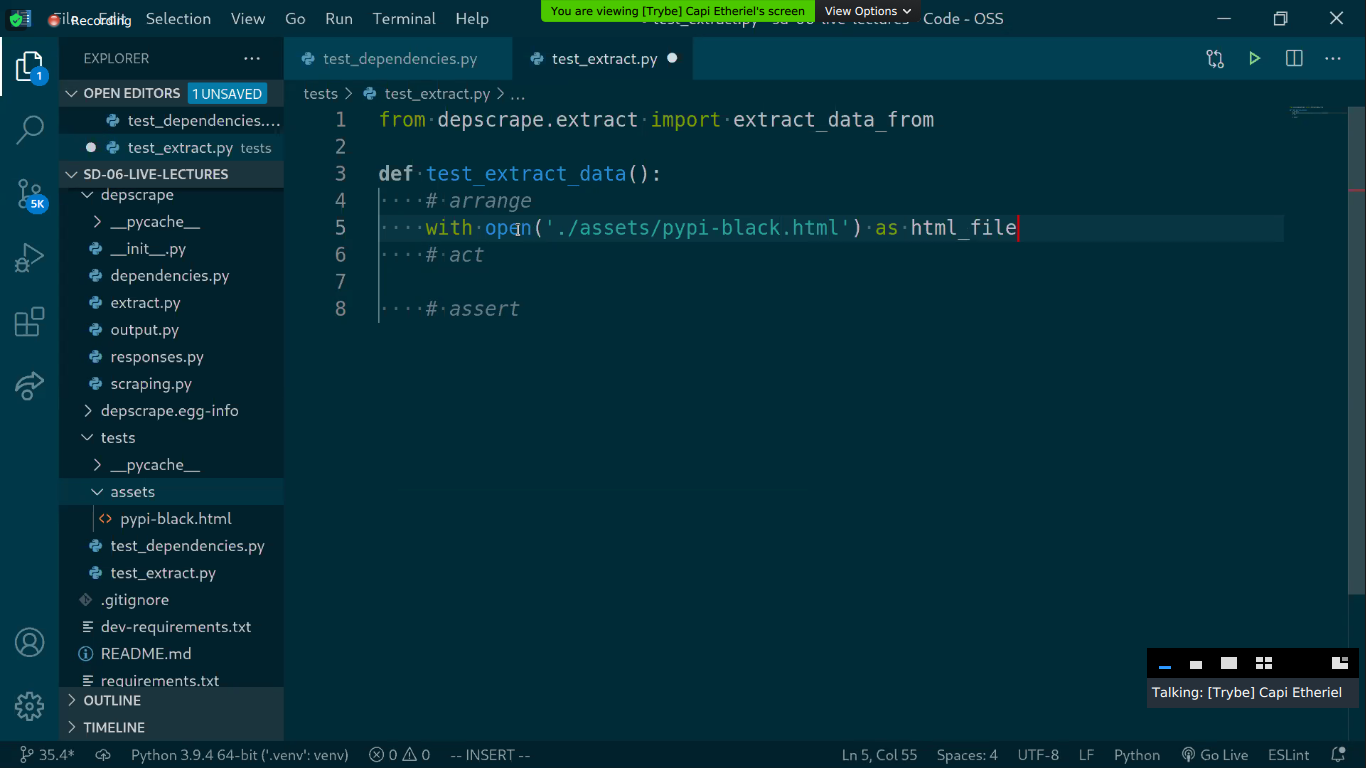 You are viewing [Trybe] Capi Etheriel's screen
View Options
Recording
Selection View Go Run Terminal Help
Code - OSS
EXPLORER
test_dependencies.py
test_extract.py
OPEN EDITORS 1 UNSAVED
test_dependencies....
test_extract.py tests
SD-06-LIVE-LECTURES
depscrape
__pycache__
__init__.py
dependencies.py
extract.py
output.py
responses.py
scraping.py
depscrape.egg-info
tests
__pycache__
assets
pypi-black.html
test_dependencies.py
test_extract.py
.gitignore
dev-requirements.txt
README.md
requirements.txt
OUTLINE
TIMELINE
1
5K
tests > test_extract.py > ...
1 from depscrape.extract import extract_data_from
2
3 def test_extract_data():
4 # arrange
5 with open('./assets/pypi-black.html') as html_file
6 # act
7
8 # assert
Talking: [Trybe] Capi Etheriel
35.4* Python 3.9.4 64-bit ('.venv': venv) 0 0 -- INSERT -- Ln 5, Col 55 Spaces: 4 UTF-8 LF Python Go Live ESLint